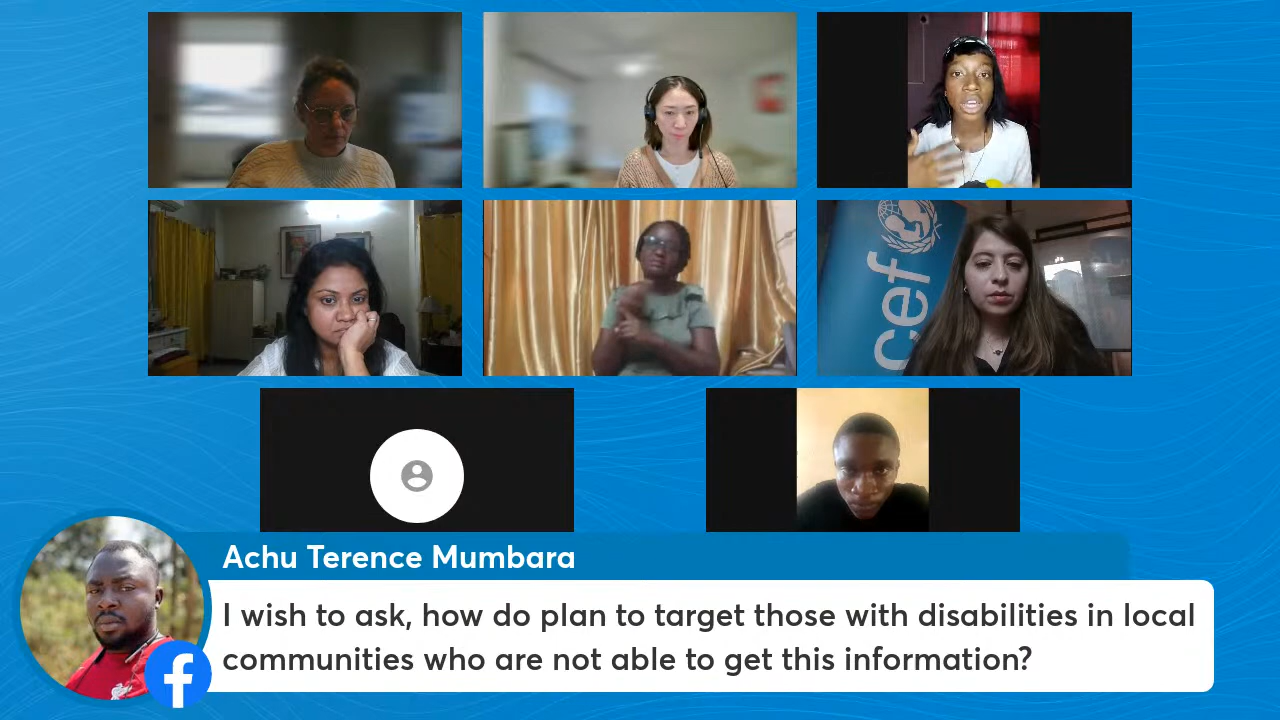 cef
Achu Terence Mumbara
I wish to ask, how do plan to target those with disabilities in local
communities who are not able to get this information?